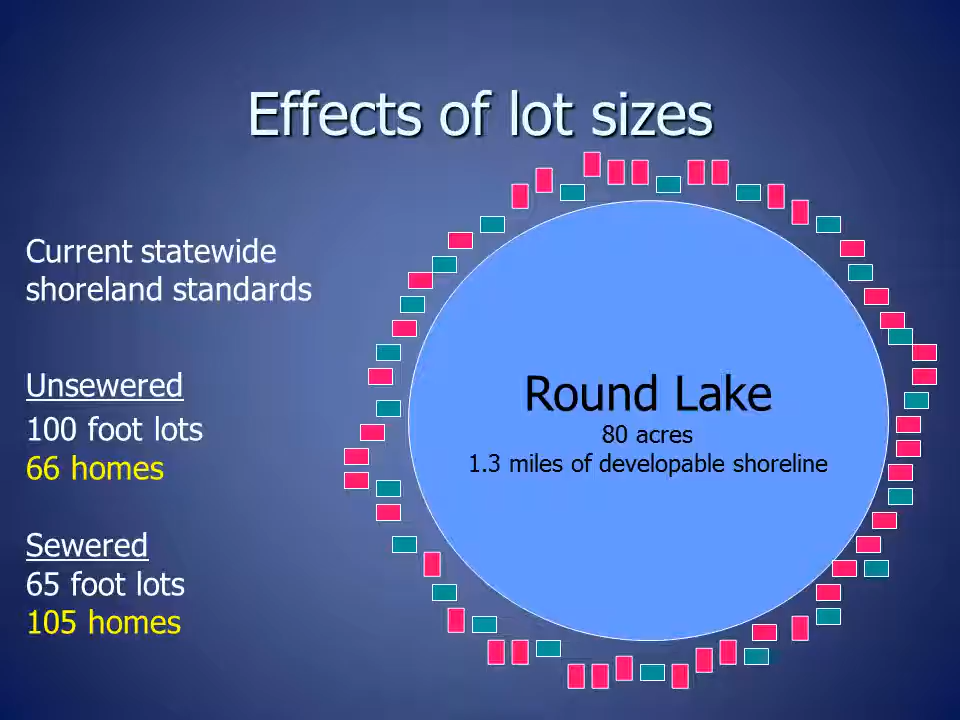 Effects of lot sizes
Current statewide
shoreland standards
Unsewered
100 foot lots
66 homes
Sewered
65 foot lots
105 homes
Round Lake
80 acres
1.3 miles of developable shoreline